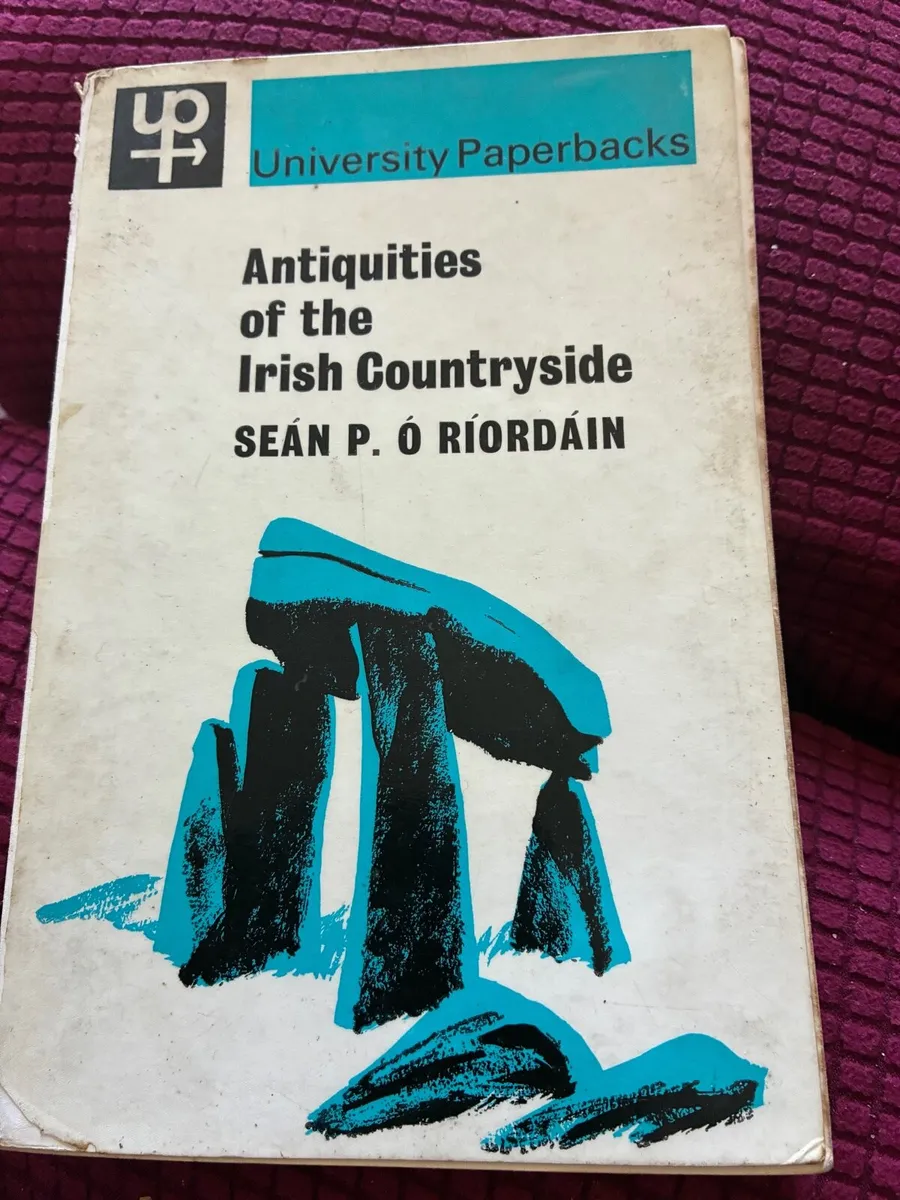 up
University Paperbacks
Antiquities
of the
Irish Countryside
SEÁN P. Ó RÍORDÁIN